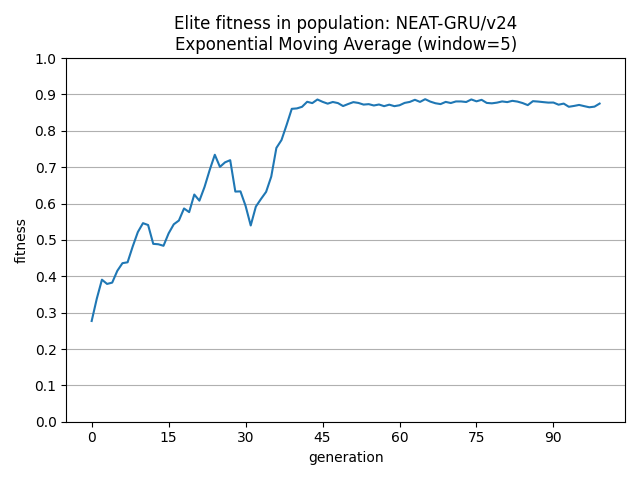 Elite fitness in population: NEAT-GRU/v24
Exponential Moving Average (window=5)
1.0
0.9
0.8
0.7
0.6
0.5
0.4
0.3
0.2
0.1
0.0
fitness
0 15 30 45 60 75 90
generation